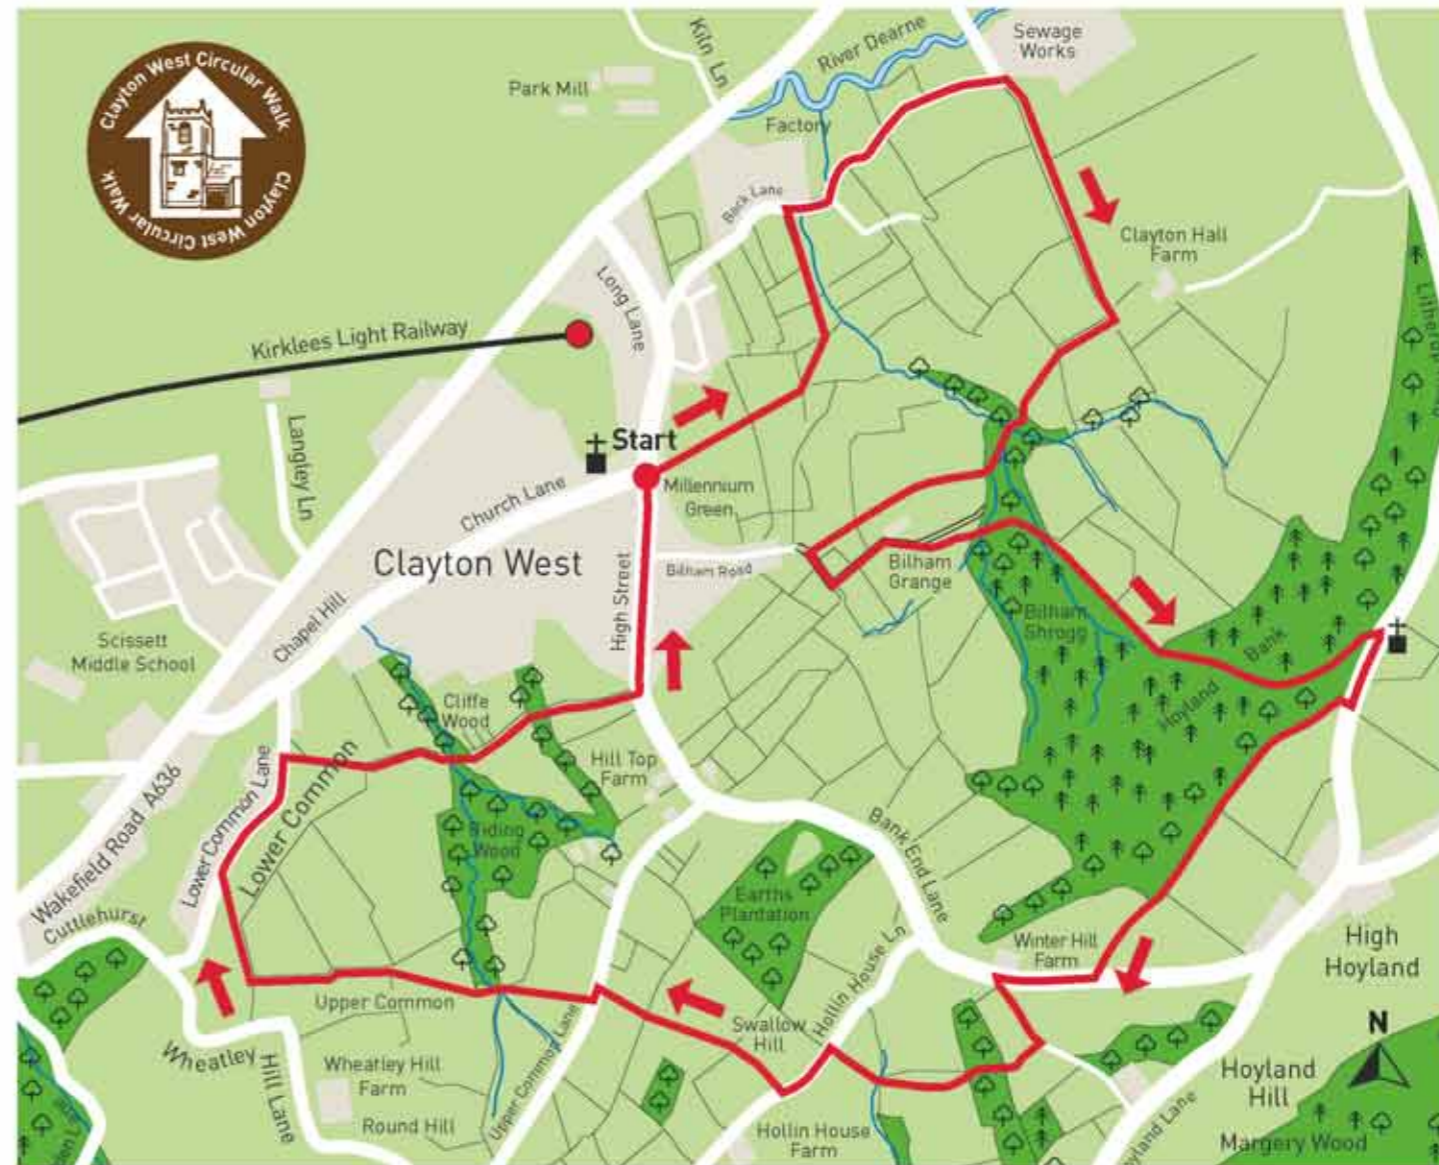 Clayton West Circular Walk
Clayton West Circular Walk
Kiln Ln
River Dearne
Sewage
Works
Park Mill
Factory
Back Lane
Clayton Hall
Farm
Long Lane
Kirklees Light Railway
Langley Ln
Start
Millennium
Green
Church Lane
Clayton West
High Street
Bilham Road
Bilham
Grange
Bilham
Shrogg
Hoyland
Bank
Scissett
Middle School
Chapel Hill
Cliffe
Wood
Hill Top
Farm
Lower Common Lane
Lower Common
Wakefield Road A636
Cuttlehurst
Riding
Wood
Earths
Plantation
Bank End Lane
Winter Hill
Farm
High
Hoyland
Hollin House Ln
Upper Common
Swallow
Hill
Wheatley
Hill Lane
Wheatley Hill
Farm
Upper Common Lane
Round Hill
Hollin House
Farm
N
Hoyland
Hill
Margery Wood